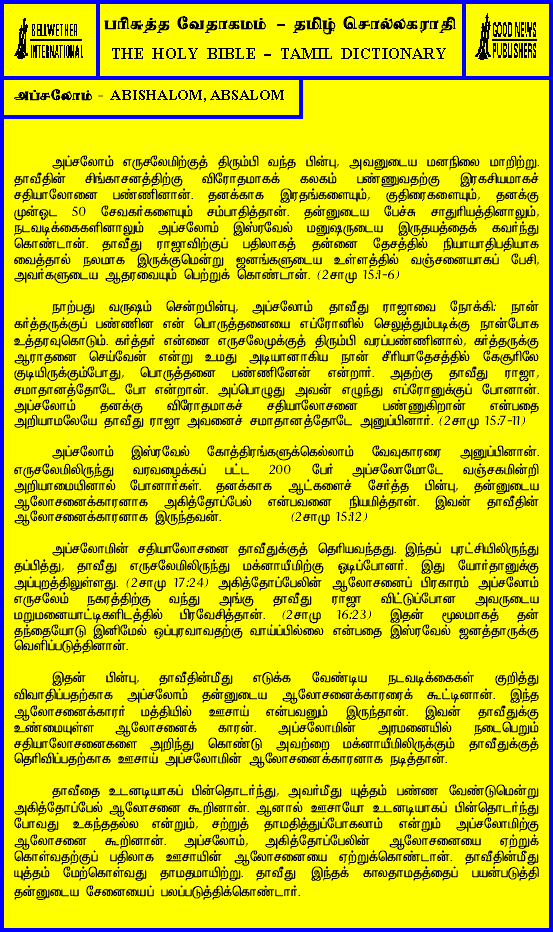 BELLWETHER
INTERNATIONAL
பரிசுத்த வேதாகமம் – தமிழ் சொல்லகராதி
THE HOLY BIBLE – TAMIL DICTIONARY
GOOD NEWS
PUBLISHERS
அப்சலோம் - ABISHALOM, ABSALOM
அப்சலோம் எருசலேமிற்குத் திரும்பி வந்த பின்பு, அவனுடைய மனநிலை மாறிற்று.
தாவீதின் சிங்காசனத்திற்கு விரோதமாகக் கலகம் பண்ணுவதற்கு இரகசியமாகச்
சதியாலோனை பண்ணினான். தனக்காக இரதங்களையும், குதிரைகளையும், தனக்கு
முன்ஓட 50 சேவகர்களையும் சம்பாதித்தான். தன்னுடைய பேச்சு சாதுரியத்தினாலும்,
நடவடிக்கைகளினாலும் அப்சலோம் இஸ்ரவேல் மனுஷருடைய இருதயத்தைக் கவர்ந்து
கொண்டான். தாவீது ராஜாவிற்குப் பதிலாகத் தன்னை தேசத்தில் நியாயாதிபதியாக
வைத்தால் நலமாக இருக்குமென்று ஜனங்களுடைய உள்ளத்தில் வஞ்சனையாகப் பேசி,
அவர்களுடைய ஆதரவையும் பெற்றுக் கொண்டான். (2சாமு 15:1-6)
நாற்பது வருஷம் சென்றபின்பு, அப்சலோம் தாவீது ராஜாவை நோக்கி: நான்
கர்த்தருக்குப் பண்ணின என் பொருத்தனையை எப்ரோனில் செலுத்தும்படிக்கு நான்போக
உத்தரவுகொடும். கர்த்தர் என்னை எருசலேமுக்குத் திரும்பி வரப்பண்ணினால், கர்த்தருக்கு
ஆராதனை செய்வேன் என்று உமது அடியானாகிய நான் சீரியாதேசத்தில் கேசூரிலே
குடியிருக்கும்போது, பொருத்தனை பண்ணினேன் என்றார். அதற்கு தாவீது ராஜா,
சமாதானத்தோடே போ என்றான். அப்பொழுது அவன் எழுந்து எப்ரோனுக்குப் போனான்.
அப்சலோம் தனக்கு விரோதமாகச் சதியாலோசனை பண்ணுகிறான் என்பதை
அறியாமலேயே தாவீது ராஜா அவனைச் சமாதானத்தோடே அனுப்பினார். (2சாமு 15:7-11)
அப்சலோம் இஸ்ரவேல் கோத்திரங்களுக்கெல்லாம் வேவுகாரரை அனுப்பினான்.
எருசலேமிலிருந்து வரவழைக்கப் பட்ட 200 பேர் அப்சலோமோடே வஞ்சகமின்றி
அறியாமையினால் போனார்கள். தனக்காக ஆட்களைச் சேர்த்த பின்பு, தன்னுடைய
ஆலோசனைக்காரனாக அகித்தோப்பேல் என்பவனை நியமித்தான். இவன் தாவீதின்
ஆலோசனைக்காரனாக இருந்தவன். (2சாமு 15:12)
அப்சலோமின் சதியாலோசனை தாவீதுக்குத் தெரியவந்தது. இந்தப் புரட்சியிலிருந்து
தப்பித்து, தாவீது எருசலேமிலிருந்து மக்னாயீமிற்கு ஓடிப்போனார். இது யோர்தானுக்கு
அப்புறத்திலுள்ளது. (2சாமு 17:24) அகித்தோப்பேலின் ஆலோசனைப் பிரகாரம் அப்சலோம்
எருசலேம் நகரத்திற்கு வந்து அங்கு தாவீது ராஜா விட்டுப்போன அவருடைய
மறுமனையாட்டிகளிடத்தில் பிரவேசித்தான். (2சாமு 16:23) இதன் மூலமாகத் தன்
தந்தையோடு இனிமேல் ஒப்புரவாவதற்கு வாய்ப்பில்லை என்பதை இஸ்ரவேல் ஜனத்தாருக்கு
வெளிப்படுத்தினான்.
இதன் பின்பு, தாவீதின்மீது எடுக்க வேண்டிய நடவடிக்கைகள் குறித்து
விவாதிப்பதற்காக அப்சலோம் தன்னுடைய ஆலோசனைக்காரரைக் கூட்டினான். இந்த
ஆலோசனைக்காரர் மத்தியில் ஊசாய் என்பவனும் இருந்தான். இவன் தாவீதுக்கு
உண்மையுள்ள ஆலோசனைக் காரன். அப்சலோமின் அரமனையில் நடைபெறும்
சதியாலோசனைகளை அறிந்து கொண்டு அவற்றை மக்னாயீமிலிருக்கும் தாவீதுக்குத்
தெரிவிப்பதற்காக ஊசாய் அப்சலோமின் ஆலோசனைக்காரனாக நடித்தான்.
தாவீதை உடனடியாகப் பின்தொடர்ந்து, அவர்மீது யுத்தம் பண்ண வேண்டுமென்று
அகித்தோப்பேல் ஆலோசனை கூறினான். ஆனால் ஊசாயோ உடனடியாகப் பின்தொடர்ந்து
போவது உகந்ததல்ல என்றும், சற்றுத் தாமதித்துப்போகலாம் என்றும் அப்சலோமிற்கு
ஆலோசனை கூறினான். அப்சலோம், அகித்தோப்பேலின் ஆலோசனையை ஏற்றுக்
கொள்வதற்குப் பதிலாக ஊசாயின் ஆலோசனையை ஏற்றுக்கொண்டான். தாவீதின்மீது
யுத்தம் மேற்கொள்வது தாமதமாயிற்று. தாவீது இந்தக் காலதாமதத்தைப் பயன்படுத்தி
தன்னுடைய சேனையைப் பலப்படுத்திக்கொண்டார்.